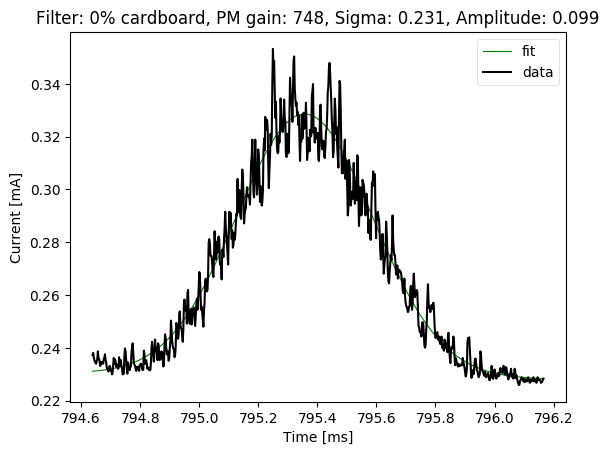 Filter: 0% cardboard, PM gain: 748, Sigma: 0.231, Amplitude: 0.099
fit
data
0.34
0.32
0.30
0.28
0.26
0.24
0.22
Current [mA]
794.6 794.8 795.0 795.2 795.4 795.6 795.8 796.0 796.2
Time [ms]